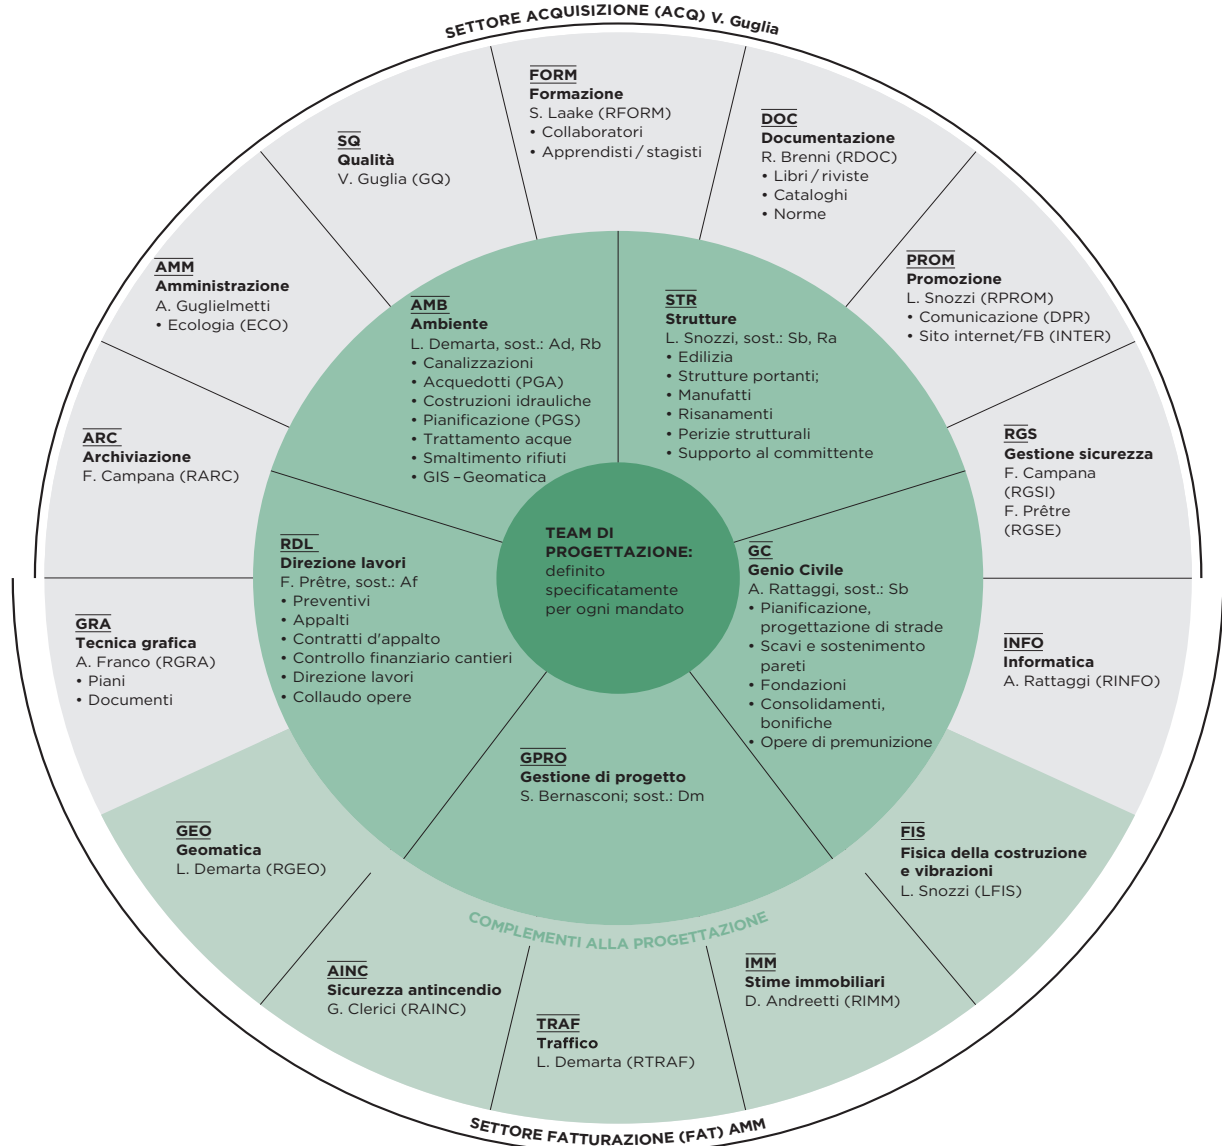 SETTORE ACQUISIZIONE (ACQ) V. Guglia
FORM
Formazione
S. Laake (RFORM)
• Collaboratori
• Apprendisti / stagisti
DOC
Documentazione
R. Brenni (RDOC)
• Libri / riviste
• Cataloghi
• Norme
SQ
Qualità
V. Guglia (GQ)
PROM
Promozione
L. Snozzi (RPROM)
• Comunicazione (DPR)
• Sito internet/FB (INTER)
AMM
Amministrazione
A. Guglielmetti
• Ecologia (ECO)
AMB
Ambiente
L. Demarta, sost.: Ad, Rb
• Canalizzazioni
• Acquedotti (PGA)
• Costruzioni idrauliche
• Pianificazione (PGS)
• Trattamento acque
• Smaltimento rifiuti
• GIS – Geomatica
STR
Strutture
L. Snozzi, sost.: Sb, Ra
• Edilizia
• Strutture portanti;
• Manufatti
• Risanamenti
• Perizie strutturali
• Supporto al committente
ARC
Archiviazione
F. Campana (RARC)
RGS
Gestione sicurezza
F. Campana
(RGSI)
F. Prêtre
(RGSE)
TEAM DI
PROGETTAZIONE:
definito
specificatamente
per ogni mandato
RDL
Direzione lavori
F. Prêtre, sost.: Af
• Preventivi
• Appalti
• Contratti d'appalto
• Controllo finanziario cantieri
• Direzione lavori
• Collaudo opere
GC
Genio Civile
A. Rattaggi, sost.: Sb
• Pianificazione,
progettazione di strade
• Scavi e sostenimento
pareti
• Fondazioni
• Consolidamenti,
bonifiche
• Opere di premunizione
GRA
Tecnica grafica
A. Franco (RGRA)
• Piani
• Documenti
INFO
Informatica
A. Rattaggi (RINFO)
GPRO
Gestione di progetto
S. Bernasconi; sost.: Dm
GEO
Geomatica
L. Demarta (RGEO)
FIS
Fisica della costruzione
e vibrazioni
L. Snozzi (LFIS)
COMPLEMENTI ALLA PROGETTAZIONE
AINC
Sicurezza antincendio
G. Clerici (RAINC)
IMM
Stime immobiliari
D. Andreetti (RIMM)
TRAF
Traffico
L. Demarta (RTRAF)
SETTORE FATTURAZIONE (FAT) AMM